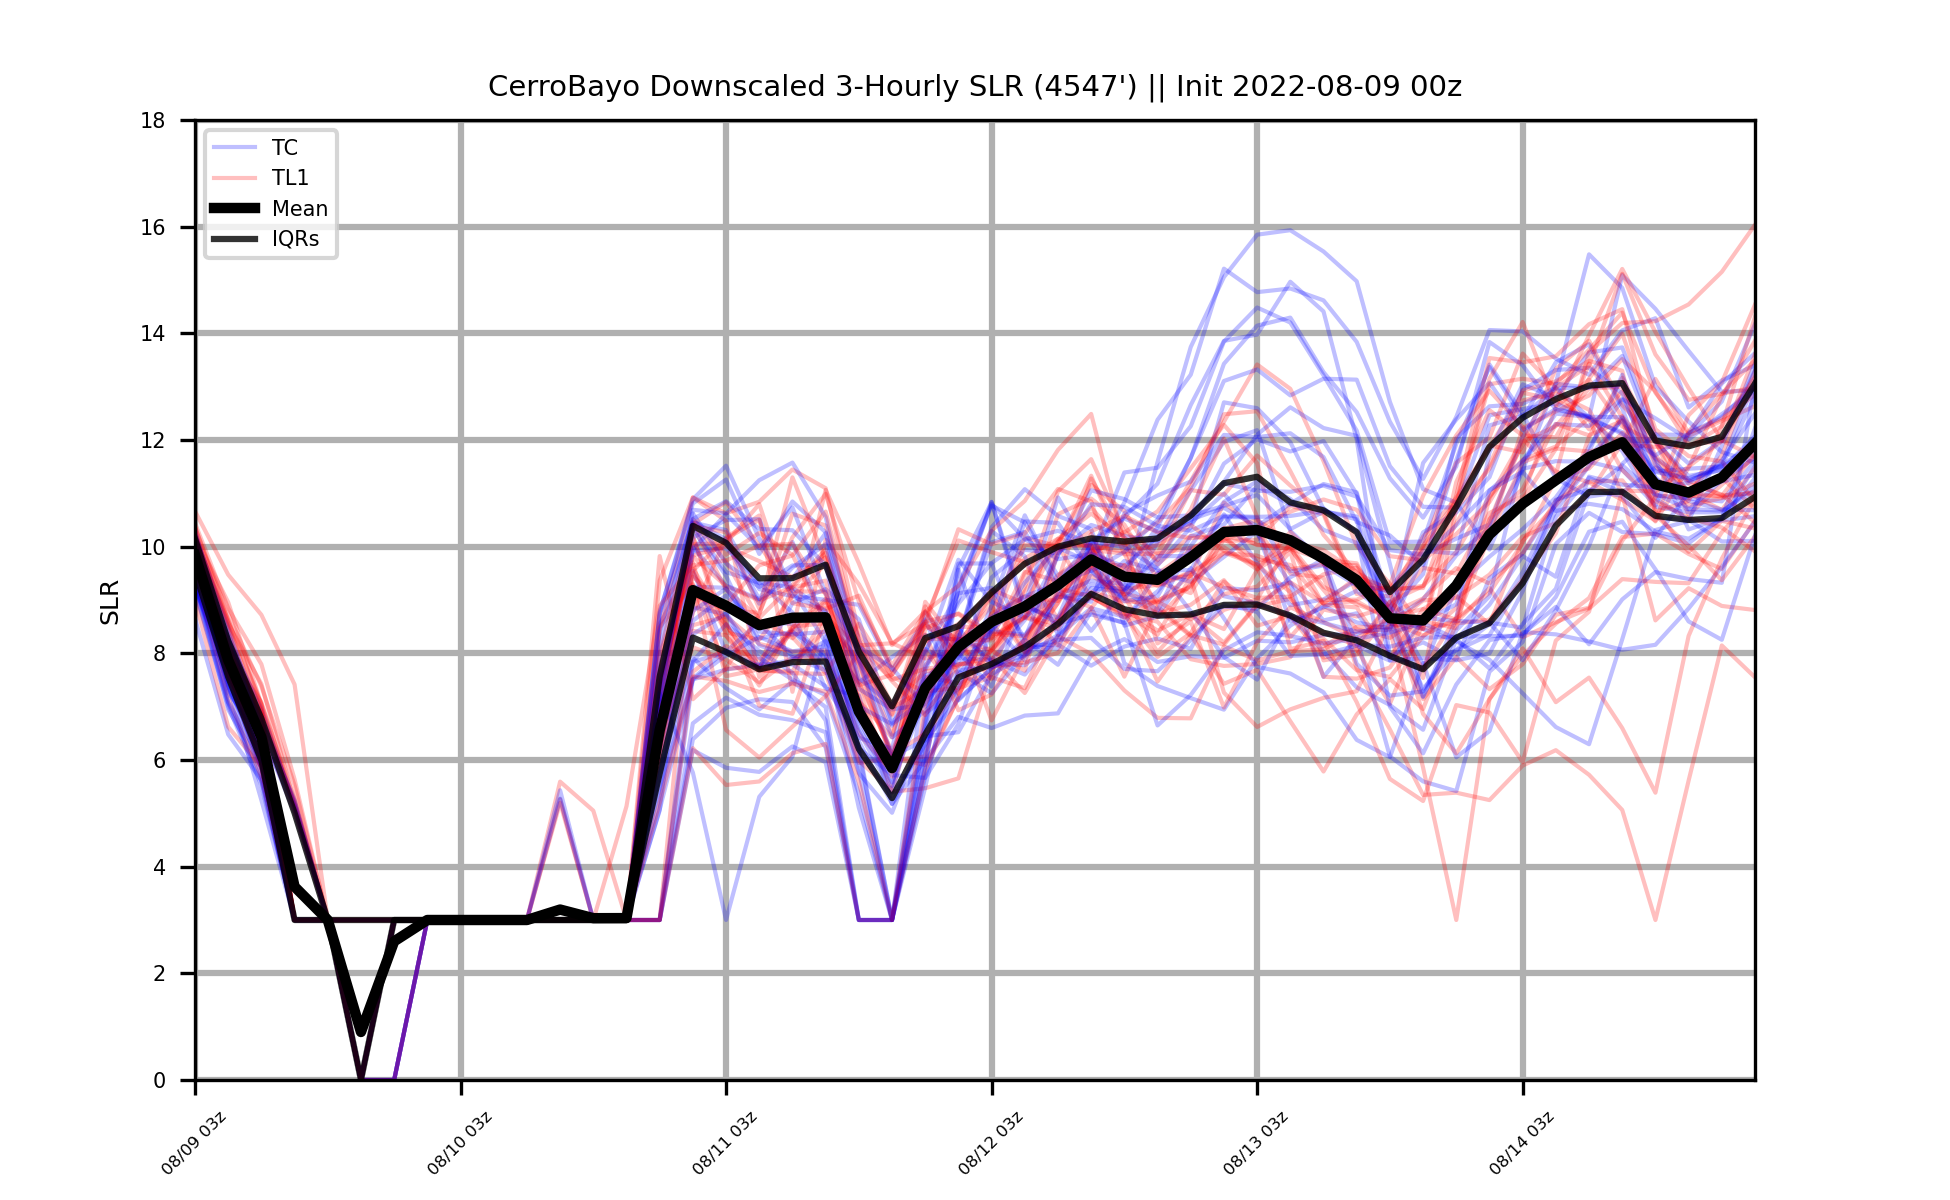 CerroBayo Downscaled 3-Hourly SLR (4547') || Init 2022-08-09 00z
TC
TL1
Mean
IQRs
SLR
18
16
14
12
10
8
6
4
2
0
08/09 03z
08/10 03z
08/11 03z
08/12 03z
08/13 03z
08/14 03z